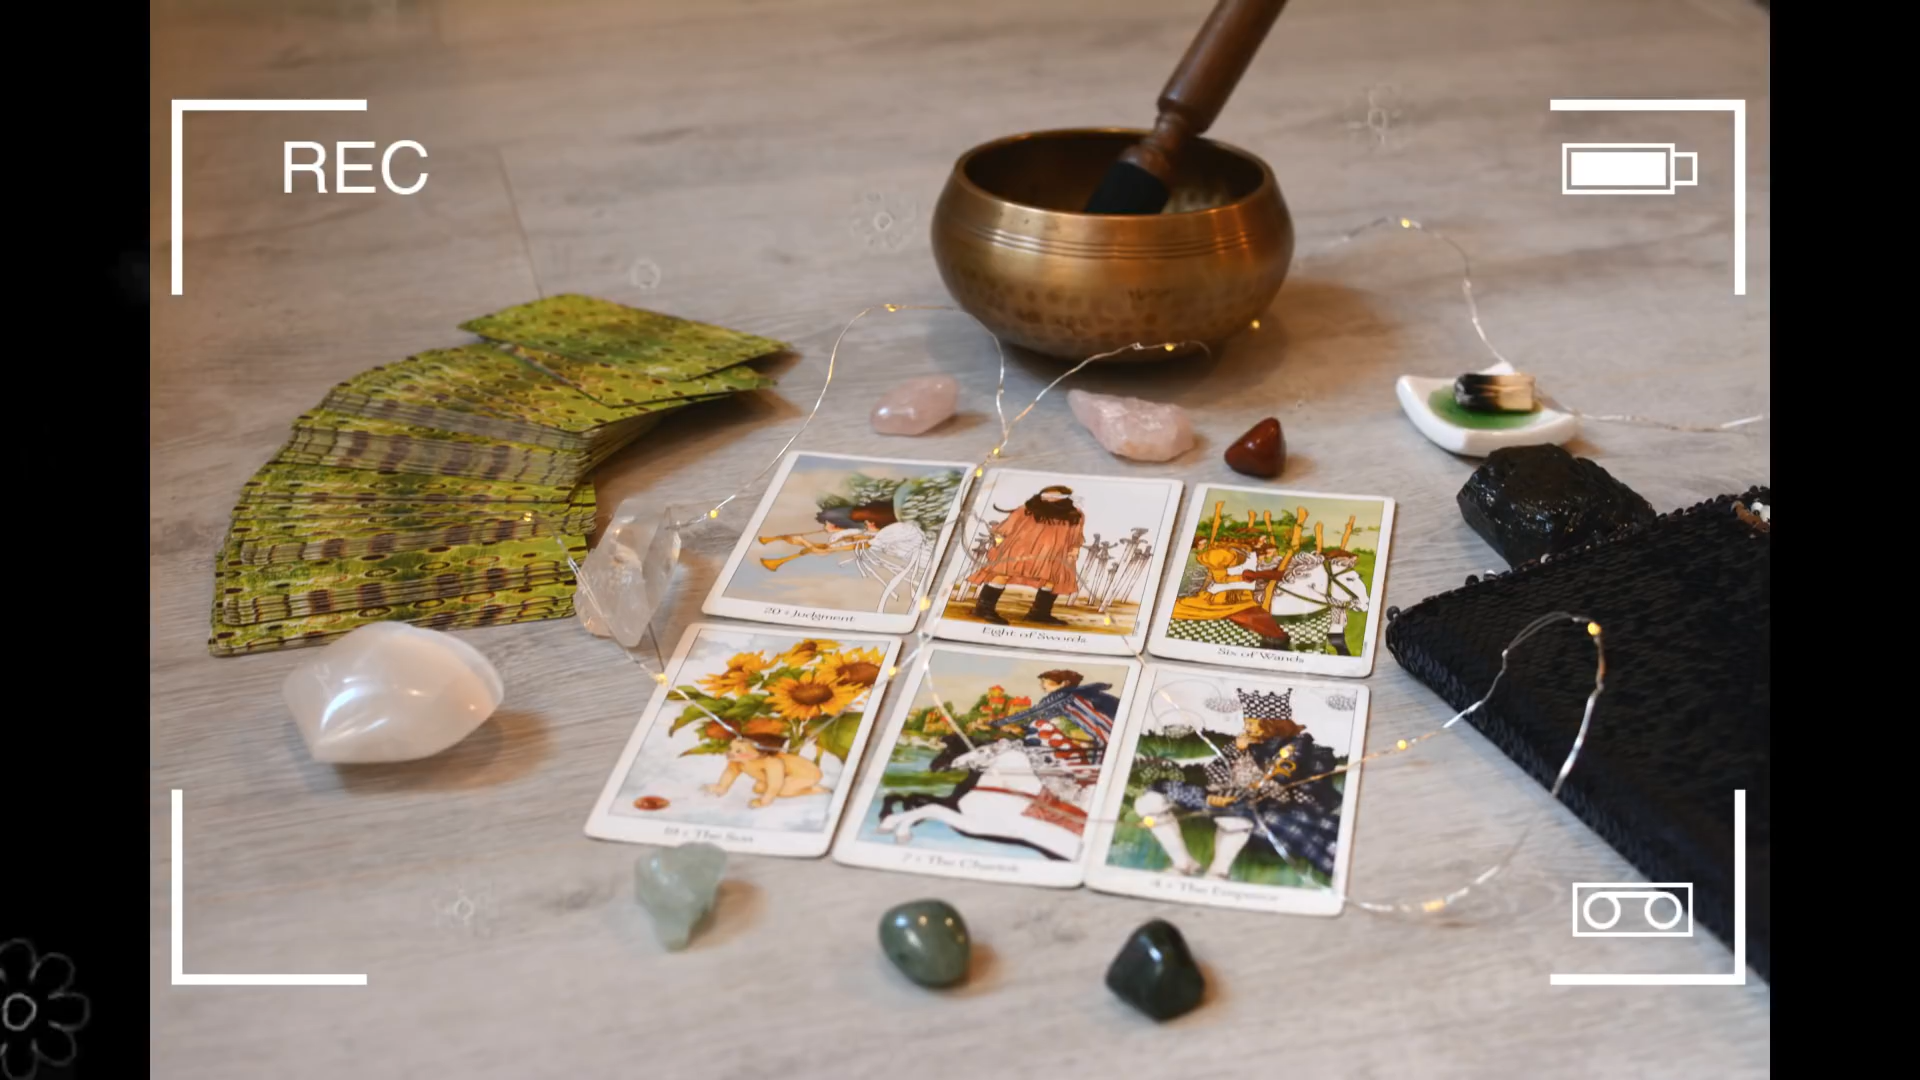 REC
20 • Judgment
Eight of Swords
Six of Wands
19 • The Sun
7 • The Chariot
4 • The Emperor